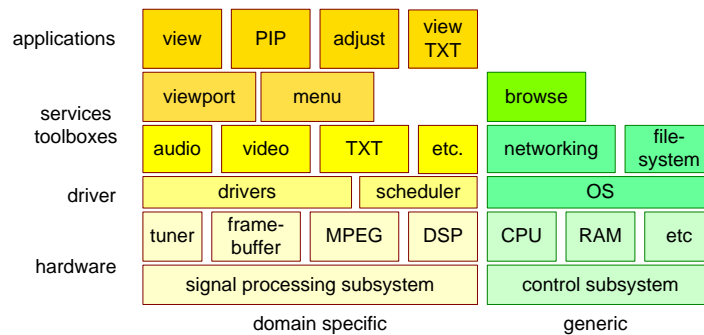 applications
view
PIP
adjust
view
TXT
services
toolboxes
viewport
menu
browse
audio
video
TXT
etc.
networking
file-
system
driver
drivers
scheduler
OS
hardware
tuner
frame-
buffer
MPEG
DSP
CPU
RAM
etc
signal processing subsystem
control subsystem
domain specific
generic